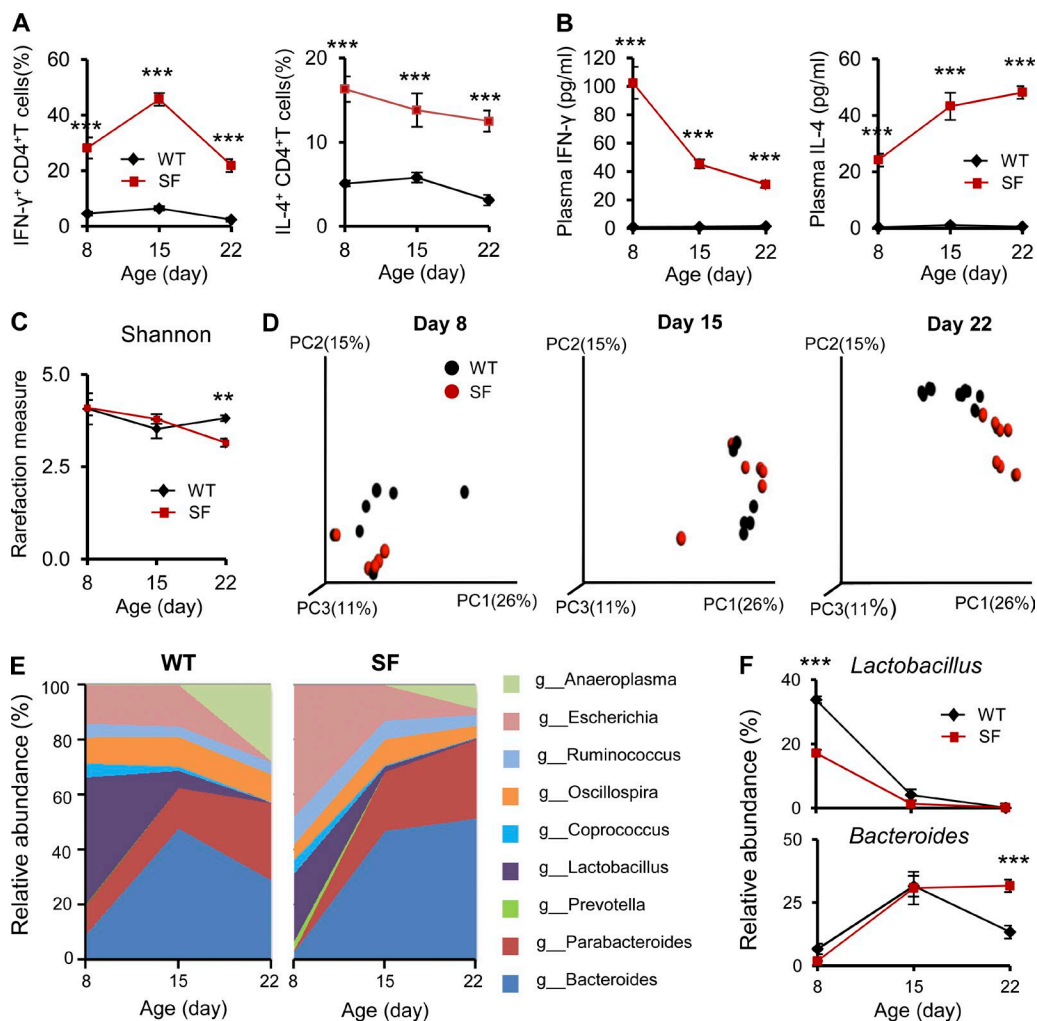 A
IFN-γ⁺ CD4⁺T cells(%)
60
40
20
0
***
***
***
WT
SF
8
15
22
Age (day)
IL-4⁺ CD4⁺T cells(%)
20
10
0
***
***
***
8
15
22
Age (day)
B
Plasma IFN-γ (pg/ml)
120
100
80
60
40
20
0
***
***
***
8
15
22
Age (day)
Plasma IL-4 (pg/ml)
60
40
20
0
***
***
***
WT
SF
8
15
22
Age (day)
C
Shannon
Rarefaction measure
5.0
2.5
0.0
**
WT
SF
8
15
22
Age (day)
D
Day 8
PC2(15%)
WT
SF
PC3(11%)
PC1(26%)
Day 15
PC2(15%)
PC3(11%)
PC1(26%)
Day 22
PC2(15%)
PC3(11%)
PC1(26%)
E
WT
SF
Relative abundance (%)
100
80
60
40
20
0
8
15
22
Age (day)
8
15
22
Age (day)
g__Anaeroplasma
g__Escherichia
g__Ruminococcus
g__Oscillospira
g__Coprococcus
g__Lactobacillus
g__Prevotella
g__Parabacteroides
g__Bacteroides
F
***
Lactobacillus
Relative abundance (%)
40
20
0
WT
SF
Bacteroides
50
25
0
***
8
15
22
Age (day)